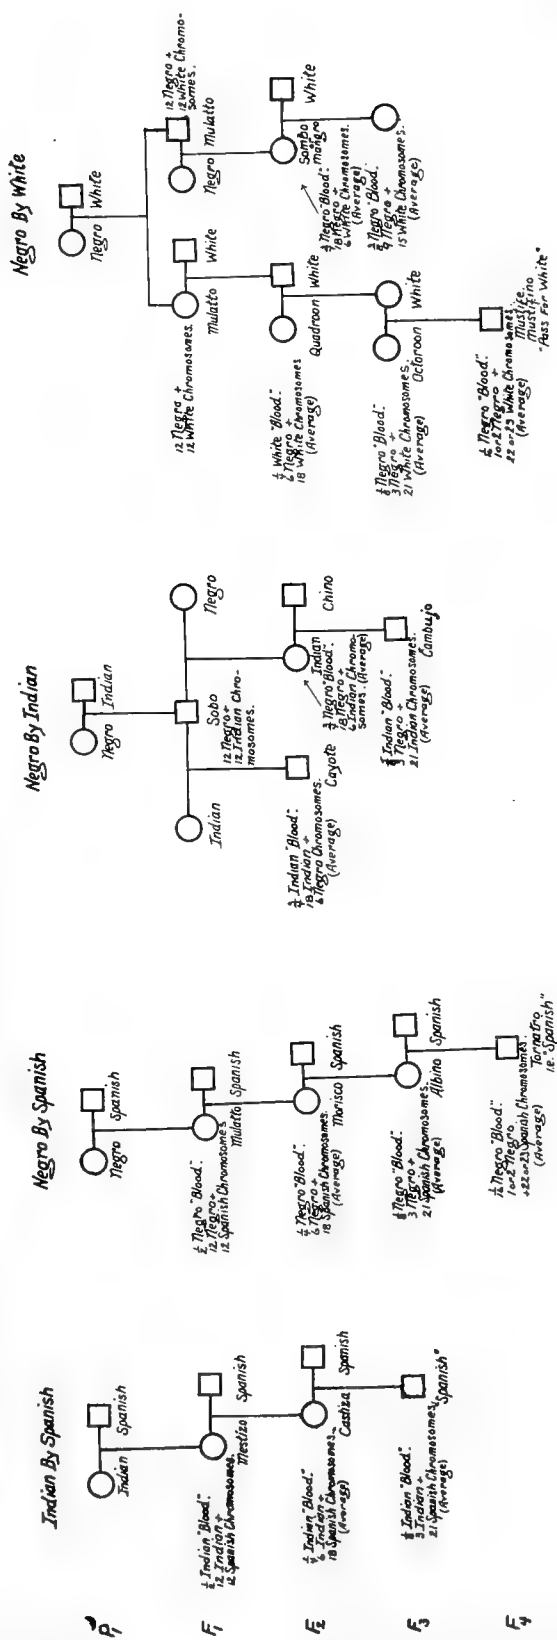 Indian By Spanish
P1
Indian
Spanish
F1
½ Indian "Blood".
12 Indian +
12 Spanish Chromosomes.
Mestizo
Spanish
F2
¼ Indian "Blood".
6 Indian +
18 Spanish Chromosomes.
(Average)
Castiza
Spanish
F3
⅛ Indian "Blood".
3 Indian +
21 Spanish Chromosomes.
(Average)
Spanish"
F4
Negro By Spanish
Negro
Spanish
½ Negro "Blood".
12 Negro +
12 Spanish Chromosomes
Mulatto
Spanish
¼ Negro "Blood".
6 Negro +
18 Spanish Chromosomes.
(Average)
Morisco
Spanish
⅛ Negro "Blood".
3 Negro +
21 Spanish Chromosomes.
(Average)
Albino
Spanish
1/16 Negro "Blood".
1 or 2 Negro
+ 22 or 23 Spanish Chromosomes.
(Average)
Tornatro
i.e. "Spanish"
Negro By Indian
Negro
Indian
Indian
Sobo
12 Negro +
12 Indian Chro-
mosomes.
Negro
¾ Indian "Blood".
18 Indian +
6 Negro Chromosomes.
(Average)
Cayote
Indian
¾ Negro "Blood".
18 Negro +
6 Indian Chromo-
somes. (Average)
Chino
Indian "Blood".
3 Negro +
21 Indian Chromosomes.
(Average)
Cambujo
Negro By White
Negro
White
12 Negro +
12 White Chromosomes.
Mulatto
White
Negro
Mulatto
12 Negro +
12 White Chromo-
somes.
¼ White "Blood".
6 Negro +
18 White Chromosomes
(Average)
Quadroon
White
Sambo
or
mangro
White
¾ Negro "Blood".
18 Negro +
6 White Chromosomes.
(Average)
⅜ Negro "Blood".
9 Negro +
15 White Chromosomes.
(Average)
⅛ Negro "Blood".
3 Negro +
21 White Chromosomes.
(Average)
Octoroon
White
1/16 Negro "Blood".
1 or 2 Negro +
22 or 23 White Chromosomes.
(Average)
Mustifee
Mustifino
"Pass For White"